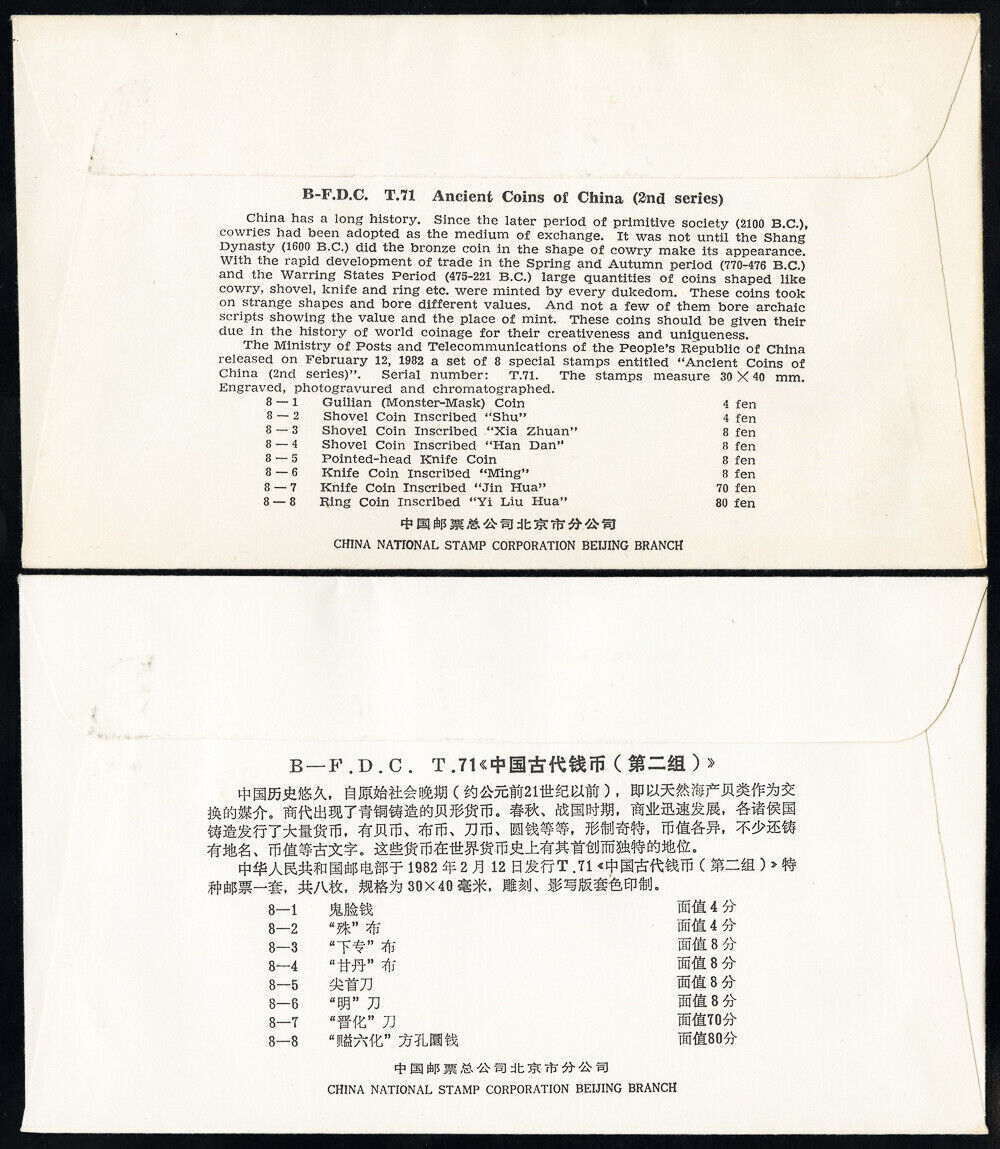 B-F.D.C. T.71 Ancient Coins of China (2nd series)
China has a long history. Since the later period of primitive society (2100 B.C.),
cowries had been adopted as the medium of exchange. It was not until the Shang
Dynasty (1600 B.C.) did the bronze coin in the shape of cowry make its appearance.
With the rapid development of trade in the Spring and Autumn period (770-476 B.C.)
and the Warring States Period (475-221 B.C.) large quantities of coins shaped like
cowry, shovel, knife and ring etc. were minted by every dukedom. These coins took
on strange shapes and bore different values. And not a few of them bore archaic
scripts showing the value and the place of mint. These coins should be given their
due in the history of world coinage for their creativeness and uniqueness.
The Ministry of Posts and Telecommunications of the People's Republic of China
released on February 12, 1982 a set of 8 special stamps entitled "Ancient Coins of
China (2nd series)". Serial number: T.71. The stamps measure 30×40 mm.
Engraved, photogravured and chromatographed.
8—1 Guilian (Monster-Mask) Coin 4 fen
8—2 Shovel Coin Inscribed "Shu" 4 fen
8—3 Shovel Coin Inscribed "Xia Zhuan" 8 fen
8—4 Shovel Coin Inscribed "Han Dan" 8 fen
8—5 Pointed-head Knife Coin 8 fen
8—6 Knife Coin Inscribed "Ming" 8 fen
8—7 Knife Coin Inscribed "Jin Hua" 70 fen
8—8 Ring Coin Inscribed "Yi Liu Hua" 80 fen
中国邮票总公司北京市分公司
CHINA NATIONAL STAMP CORPORATION BEIJING BRANCH
B—F.D.C. T.71《中国古代钱币(第二组)》
中国历史悠久，自原始社会晚期(约公元前21世纪以前)，即以天然海产贝类作为交
换的媒介。商代出现了青铜铸造的贝形货币。春秋、战国时期，商业迅速发展，各诸侯国
铸造发行了大量货币，有贝币、布币、刀币、圆钱等等，形制奇特，币值各异，不少还铸
有地名、币值等古文字。这些货币在世界货币史上有其首创而独特的地位。
中华人民共和国邮电部于1982年2月12日发行T.71《中国古代钱币(第二组)》特
种邮票一套，共八枚，规格为30×40毫米，雕刻、影写版套色印制。
8—1 鬼脸钱 面值4分
8—2 “殊”布 面值4分
8—3 “下专”布 面值8分
8—4 “甘丹”布 面值8分
8—5 尖首刀 面值8分
8—6 “明”刀 面值8分
8—7 “晋化”刀 面值70分
8—8 “賹六化”方孔圜钱 面值80分
中国邮票总公司北京市分公司
CHINA NATIONAL STAMP CORPORATION BEIJING BRANCH